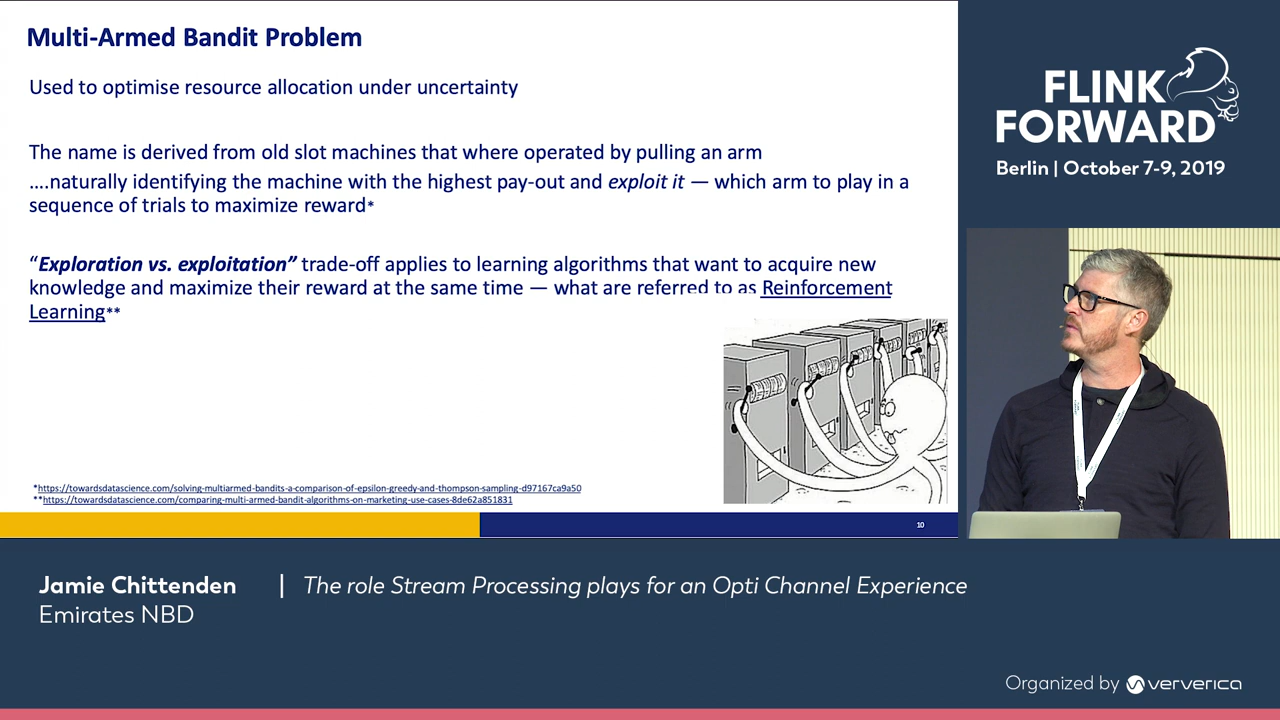 Multi-Armed Bandit Problem
Used to optimise resource allocation under uncertainty
The name is derived from old slot machines that where operated by pulling an arm
....naturally identifying the machine with the highest pay-out and exploit it — which arm to play in a
sequence of trials to maximize reward*
“Exploration vs. exploitation” trade-off applies to learning algorithms that want to acquire new
knowledge and maximize their reward at the same time — what are referred to as Reinforcement
Learning**
*https://towardsdatascience.com/solving-multiarmed-bandits-a-comparison-of-epsilon-greedy-and-thompson-sampling-d97167ca9a50
**https://towardsdatascience.com/comparing-multi-armed-bandit-algorithms-on-marketing-use-cases-8de62a851831
10
FLINK
FORWARD
Berlin | October 7-9, 2019
Jamie Chittenden | The role Stream Processing plays for an Opti Channel Experience
Emirates NBD
Organized by ververica